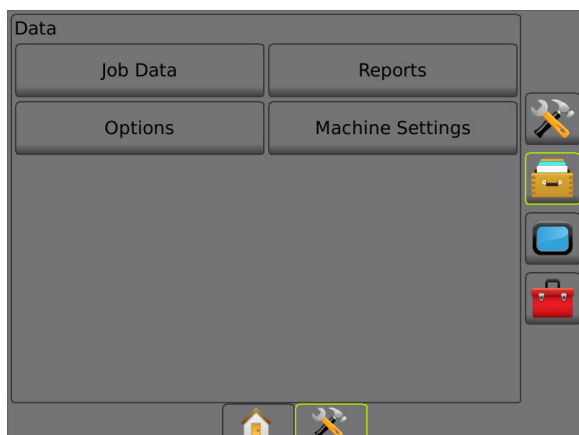 Data
Job Data
Reports
Options
Machine Settings